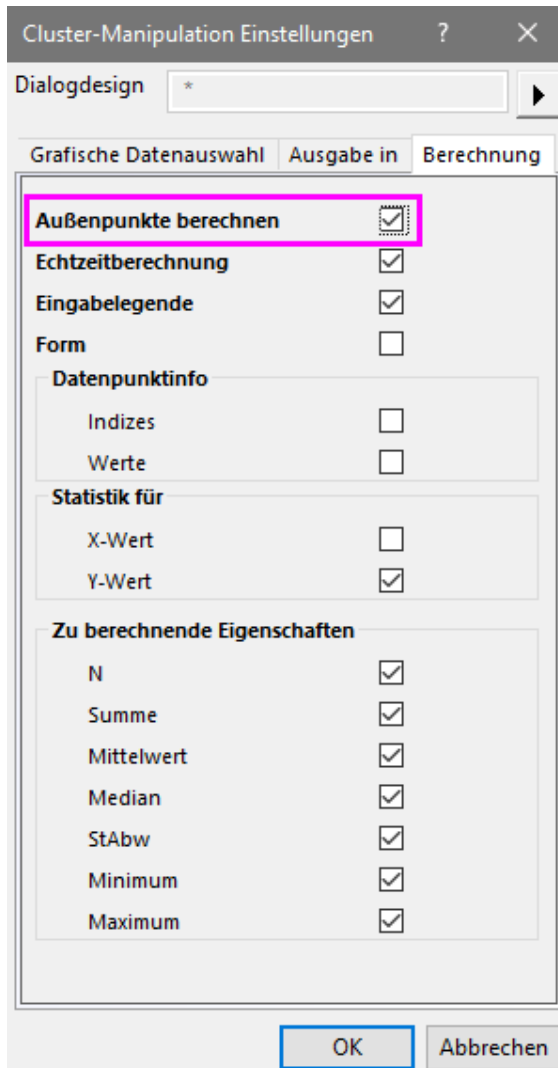 Cluster-Manipulation Einstellungen ? ×
Dialogdesign *
Grafische Datenauswahl Ausgabe in Berechnung
Außenpunkte berechnen
Echtzeitberechnung
Eingabelegende
Form
Datenpunktinfo
Indizes
Werte
Statistik für
X-Wert
Y-Wert
Zu berechnende Eigenschaften
N
Summe
Mittelwert
Median
StAbw
Minimum
Maximum
OK Abbrechen